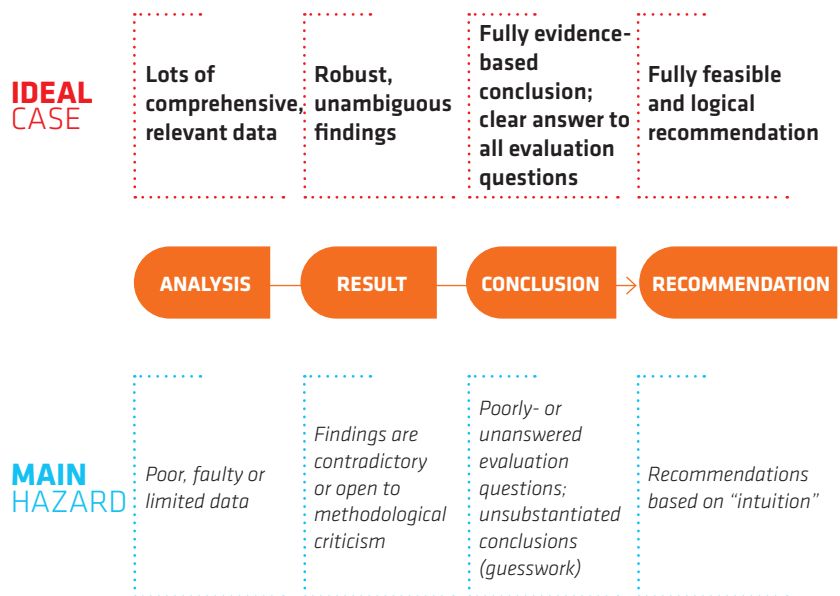 IDEAL
CASE
Lots of
comprehensive,
relevant data
Robust,
unambiguous
findings
Fully evidence-
based
conclusion;
clear answer to
all evaluation
questions
Fully feasible
and logical
recommendation
ANALYSIS
RESULT
CONCLUSION
RECOMMENDATION
MAIN
HAZARD
Poor, faulty or
limited data
Findings are
contradictory
or open to
methodological
criticism
Poorly- or
unanswered
evaluation
questions;
unsubstantiated
conclusions
(guesswork)
Recommendations
based on “intuition”